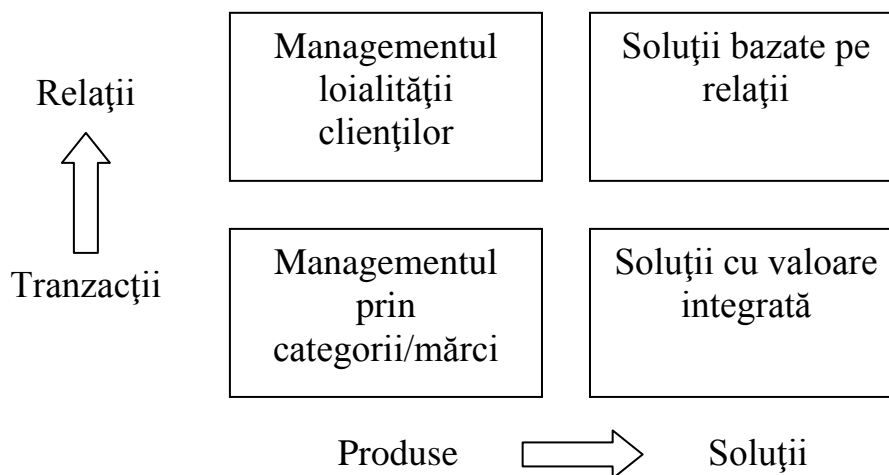 Managementul
loialităţii
clienţilor
Soluţii bazate pe
relaţii
Relaţii
Tranzacţii
Managementul
prin
categorii/mărci
Soluţii cu valoare
integrată
Produse
Soluţii